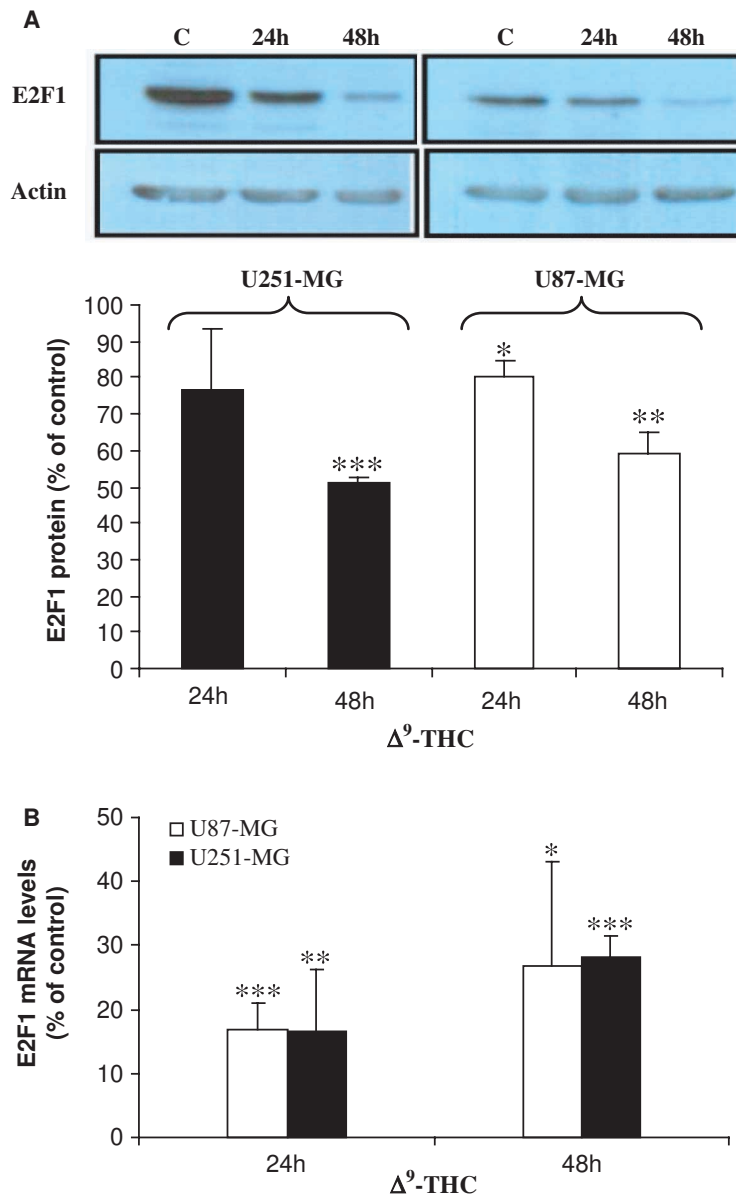 A
C 24h 48h C 24h 48h
E2F1
Actin
U251-MG U87-MG
100
90
80
70
60
50
40
30
20
10
0
E2F1 protein (% of control)
*
***
**
24h 48h 24h 48h
Δ⁹-THC
B
50
40
30
20
10
0
E2F1 mRNA levels
(% of control)
U87-MG
U251-MG
*** ** * ***
24h 48h
Δ⁹-THC